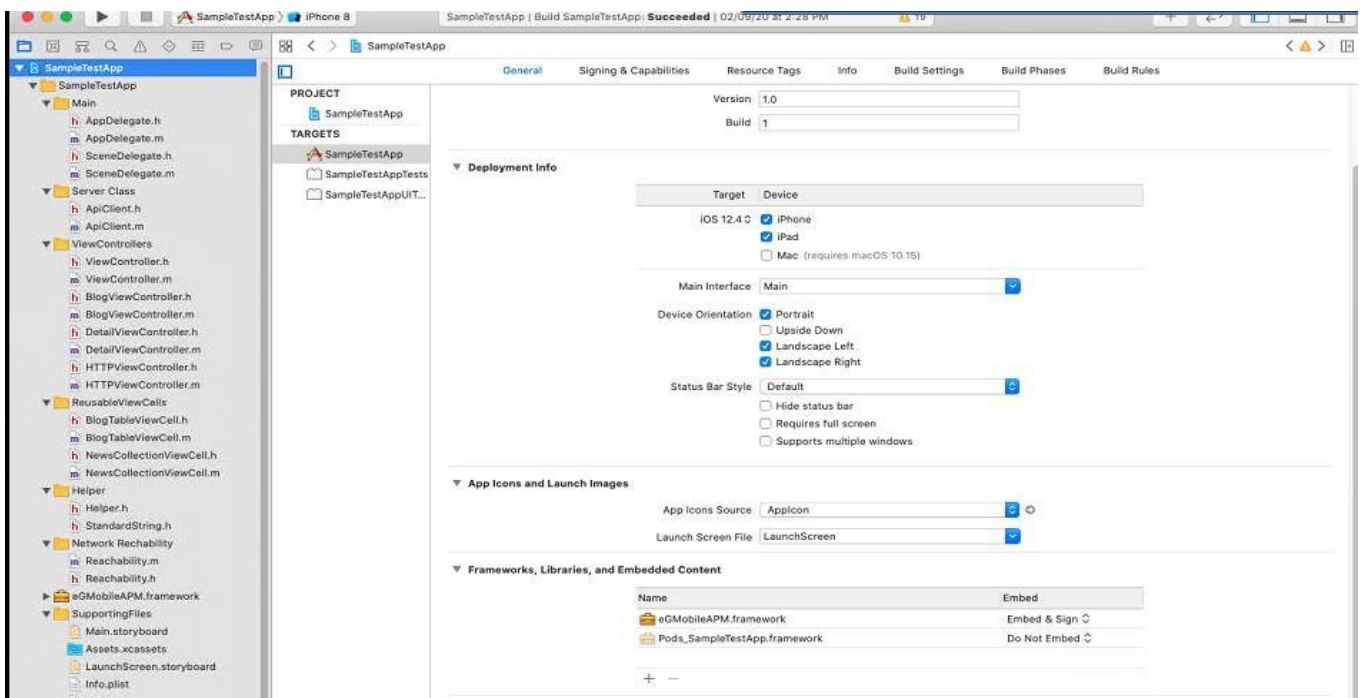 SampleTestApp
iPhone 8
SampleTestApp | Build SampleTestApp: Succeeded | 02/09/20 at 2:28 PM
19
SampleTestApp
SampleTestApp
SampleTestApp
Main
h AppDelegate.h
m AppDelegate.m
h SceneDelegate.h
m SceneDelegate.m
Server Class
h ApiClient.h
m ApiClient.m
ViewControllers
h ViewController.h
m ViewController.m
h BlogViewController.h
m BlogViewController.m
h DetailViewController.h
m DetailViewController.m
h HTTPViewController.h
m HTTPViewController.m
ReusableViewCells
h BlogTableViewCell.h
m BlogTableViewCell.m
h NewsCollectionViewCell.h
m NewsCollectionViewCell.m
Helper
h Helper.h
h StandardString.h
Network Rechability
m Reachability.m
h Reachability.h
eGMobileAPM.framework
SupportingFiles
Main.storyboard
Assets.xcassets
LaunchScreen.storyboard
Info.plist
PROJECT
SampleTestApp
TARGETS
SampleTestApp
SampleTestAppTests
SampleTestAppUIT...
General Signing & Capabilities Resource Tags Info Build Settings Build Phases Build Rules
Version 1.0
Build 1
Deployment Info
Target Device
iOS 12.4 iPhone
iPad
Mac (requires macOS 10.15)
Main Interface Main
Device Orientation Portrait
Upside Down
Landscape Left
Landscape Right
Status Bar Style Default
Hide status bar
Requires full screen
Supports multiple windows
App Icons and Launch Images
App Icons Source AppIcon
Launch Screen File LaunchScreen
Frameworks, Libraries, and Embedded Content
Name Embed
eGMobileAPM.framework Embed & Sign
Pods_SampleTestApp.framework Do Not Embed